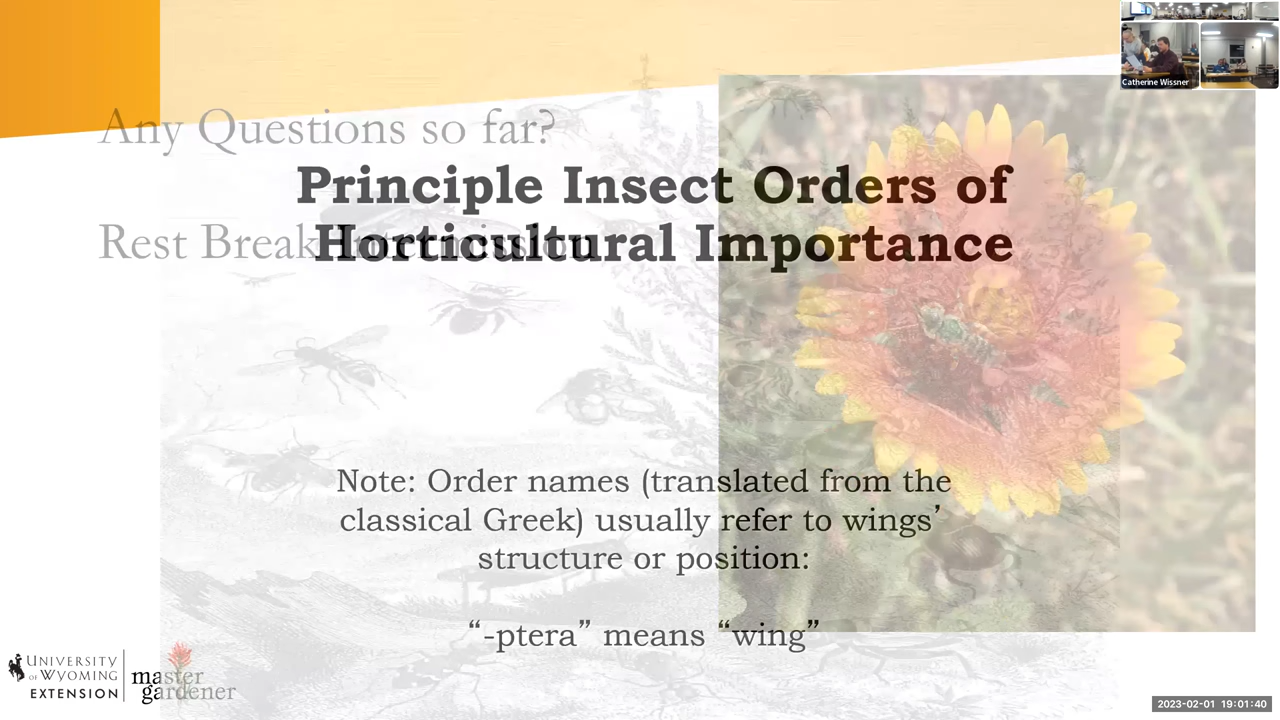 Catherine Wissner
Any Questions so far?
Principle Insect Orders of
Horticultural Importance
Rest Break
Note: Order names (translated from the
classical Greek) usually refer to wings’
structure or position:
“-ptera” means “wing”
UNIVERSITY
OF WYOMING
EXTENSION
master
gardener
2023-02-01 19:01:40